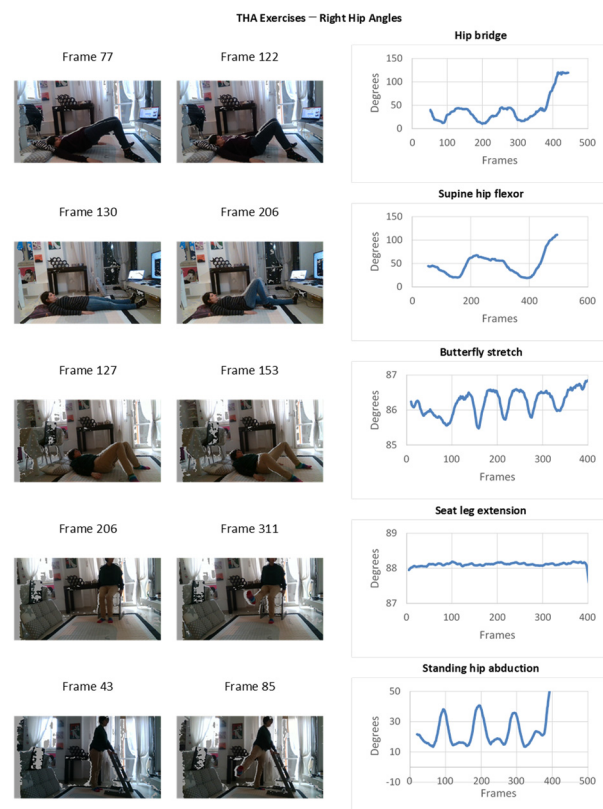 THA Exercises — Right Hip Angles
Frame 77
Frame 122
Hip bridge
Degrees
150
100
50
0
0 100 200 300 400 500
Frames
Frame 130
Frame 206
Supine hip flexor
Degrees
150
100
50
0
0 200 400 600
Frames
Frame 127
Frame 153
Butterfly stretch
Degrees
87
86
85
0 100 200 300 400
Frames
Frame 206
Frame 311
Seat leg extension
Degrees
89
88
87
0 100 200 300 400
Frames
Frame 43
Frame 85
Standing hip abduction
Degrees
50
30
10
-10
0 100 200 300 400 500
Frames